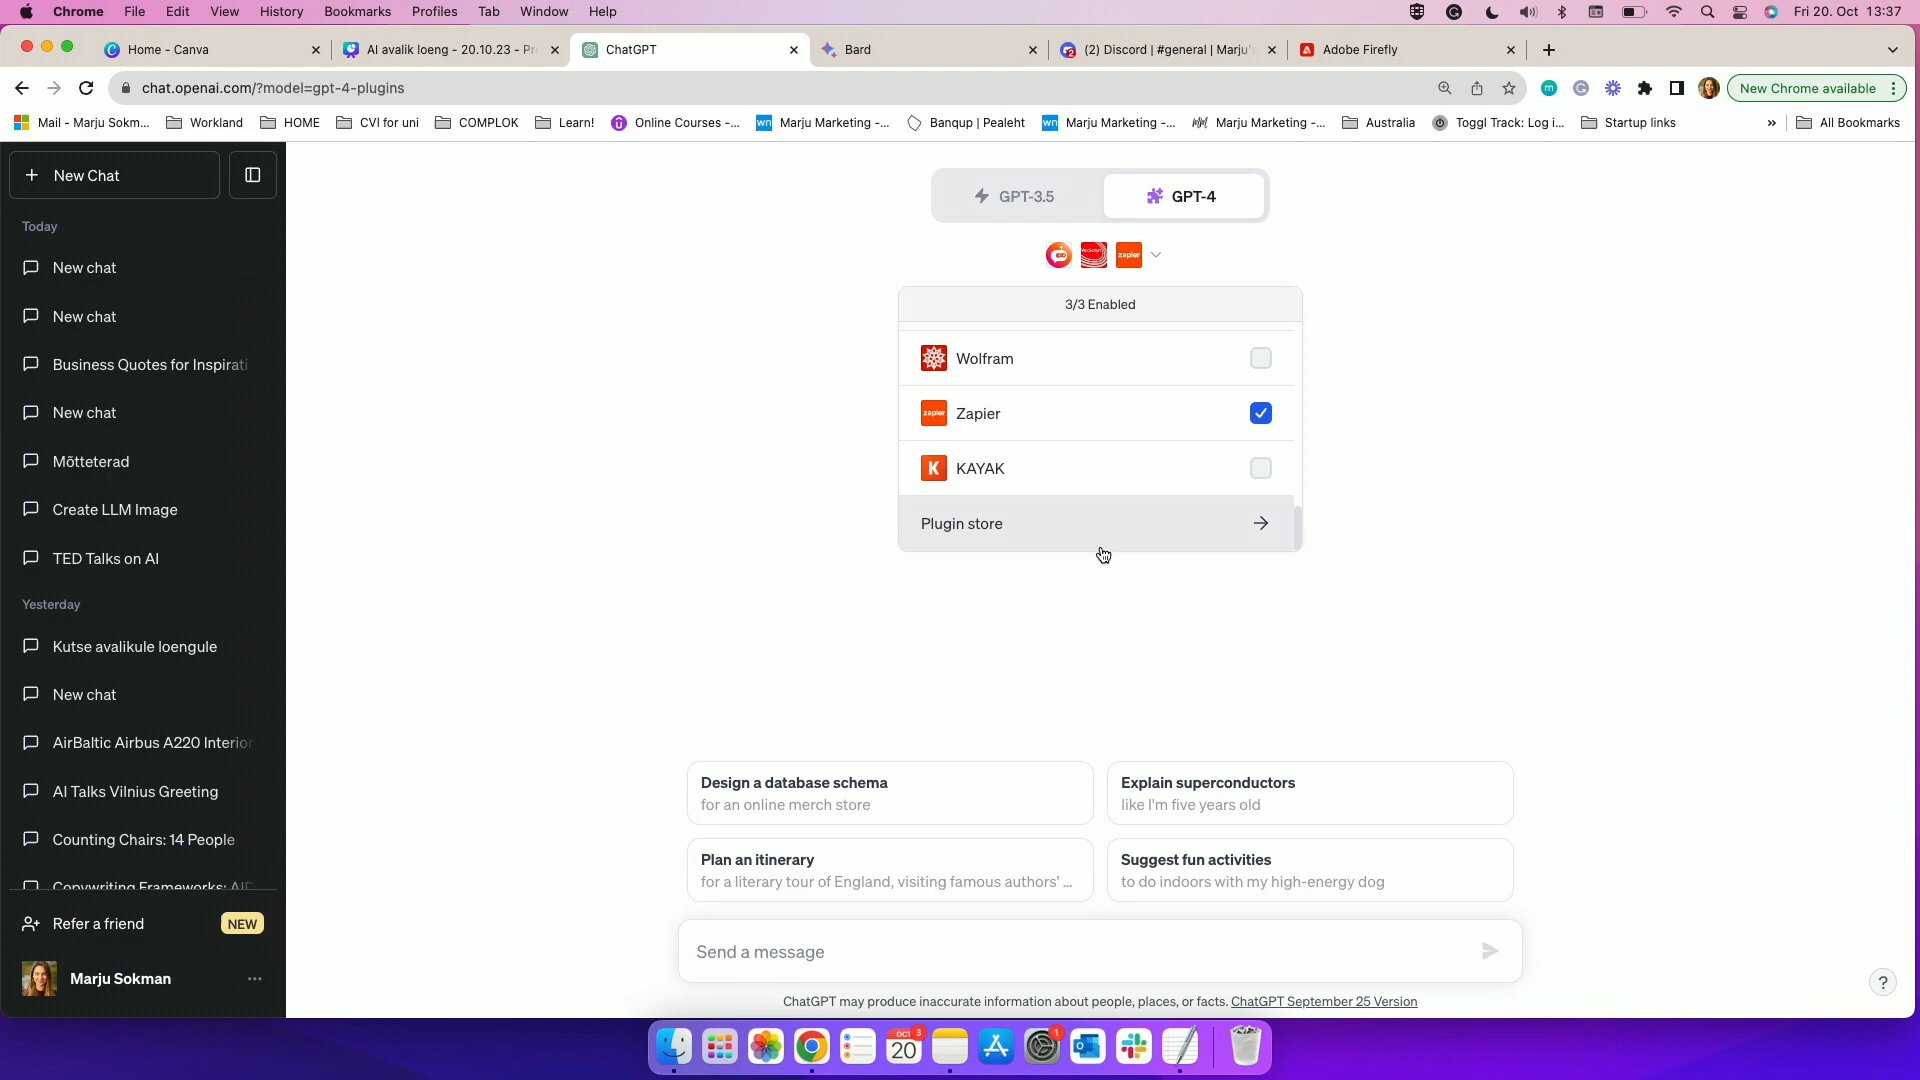 Chrome File Edit View History Bookmarks Profiles Tab Window Help Fri 20. Oct 13:37
Home - Canva AI avalik loeng - 20.10.23 - Pr ChatGPT Bard (2) Discord | #general | Marju' Adobe Firefly
chat.openai.com/?model=gpt-4-plugins New Chrome available
Mail - Marju Sokm... Workland HOME CVI for uni COMPLOK Learn! Online Courses -... Marju Marketing -... Banqup | Pealeht Marju Marketing -... Marju Marketing -... Australia Toggl Track: Log i... Startup links » All Bookmarks
New Chat
Today
New chat
New chat
Business Quotes for Inspirati
New chat
Mõtteterad
Create LLM Image
TED Talks on AI
Yesterday
Kutse avalikule loengule
New chat
AirBaltic Airbus A220 Interior
AI Talks Vilnius Greeting
Counting Chairs: 14 People
Copywriting Frameworks: AID
Refer a friend NEW
Marju Sokman
GPT-3.5 GPT-4
zapier
3/3 Enabled
Wolfram
zapier Zapier
K KAYAK
Plugin store
Design a database schema
for an online merch store
Explain superconductors
like I'm five years old
Plan an itinerary
for a literary tour of England, visiting famous authors' ...
Suggest fun activities
to do indoors with my high-energy dog
Send a message
ChatGPT may produce inaccurate information about people, places, or facts. ChatGPT September 25 Version
?
OCT 3
20
1